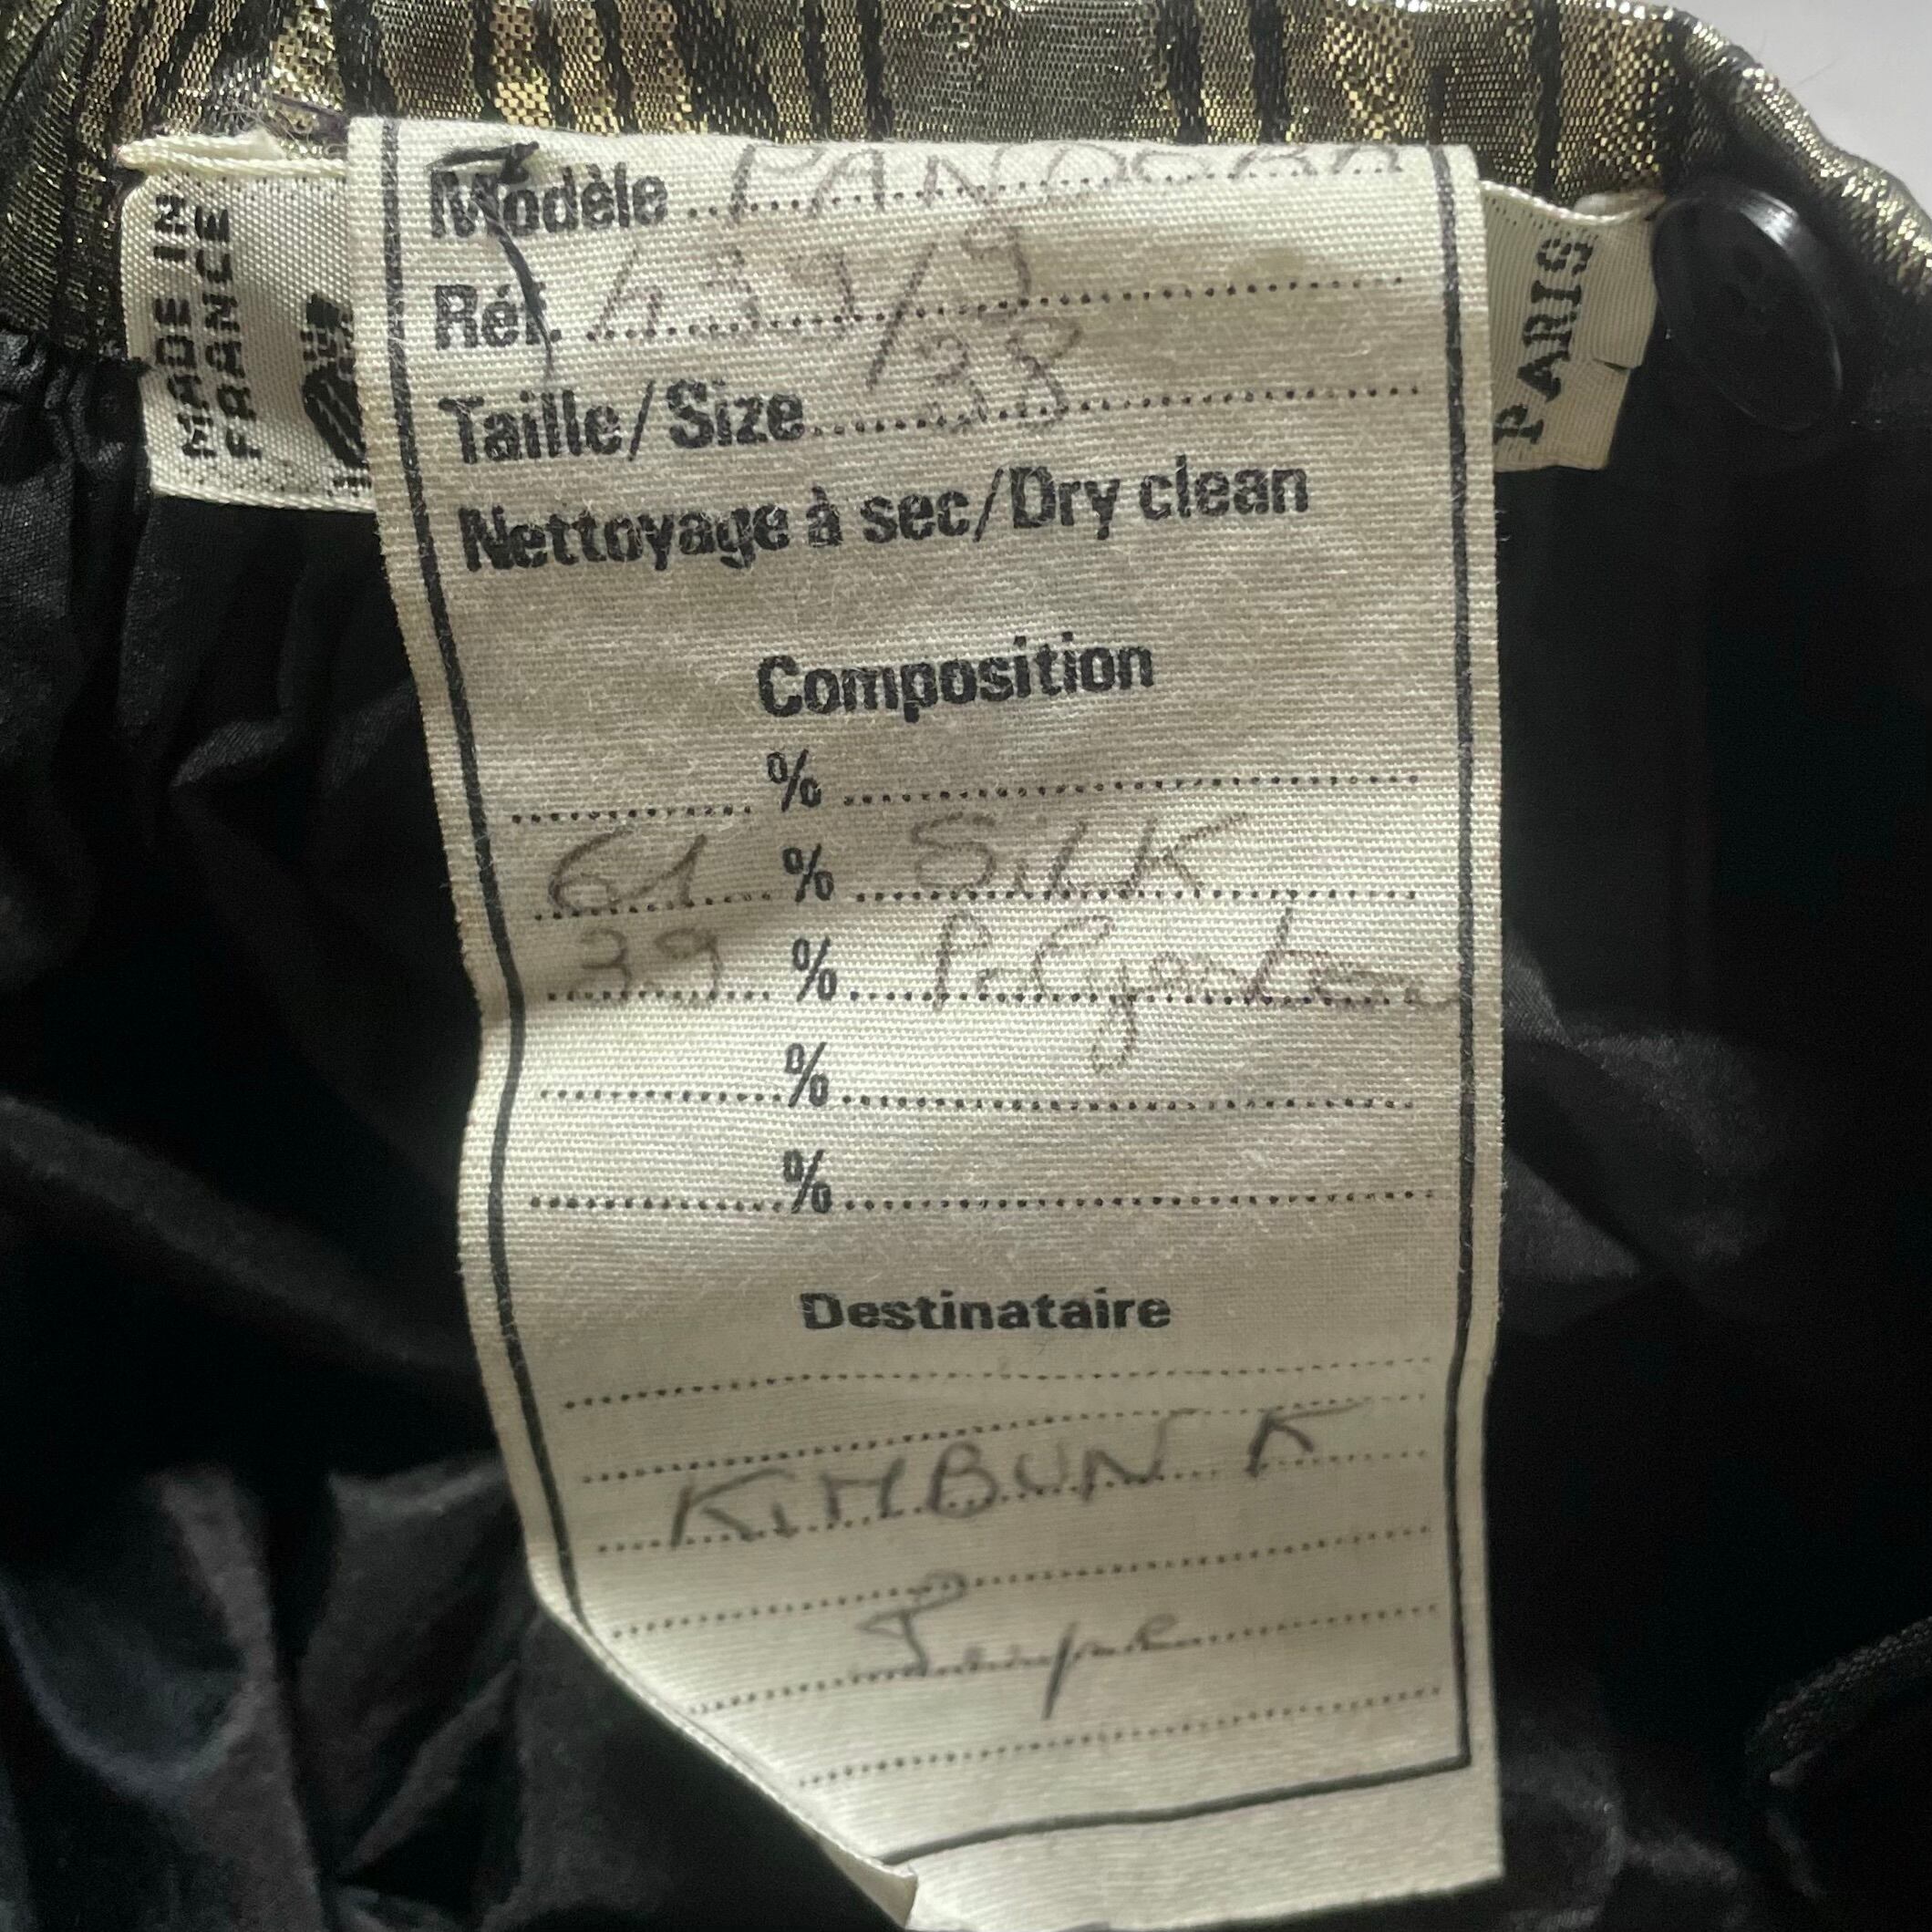 MADE IN
FRANCE
PARIS
Modèle PANDORA
Réf. 439/9
Taille/Size 38
Nettoyage à sec/Dry clean
Composition
%
61 % Silk
39 % Polyester
%
%
Destinataire
KIMBUN K
Jupe